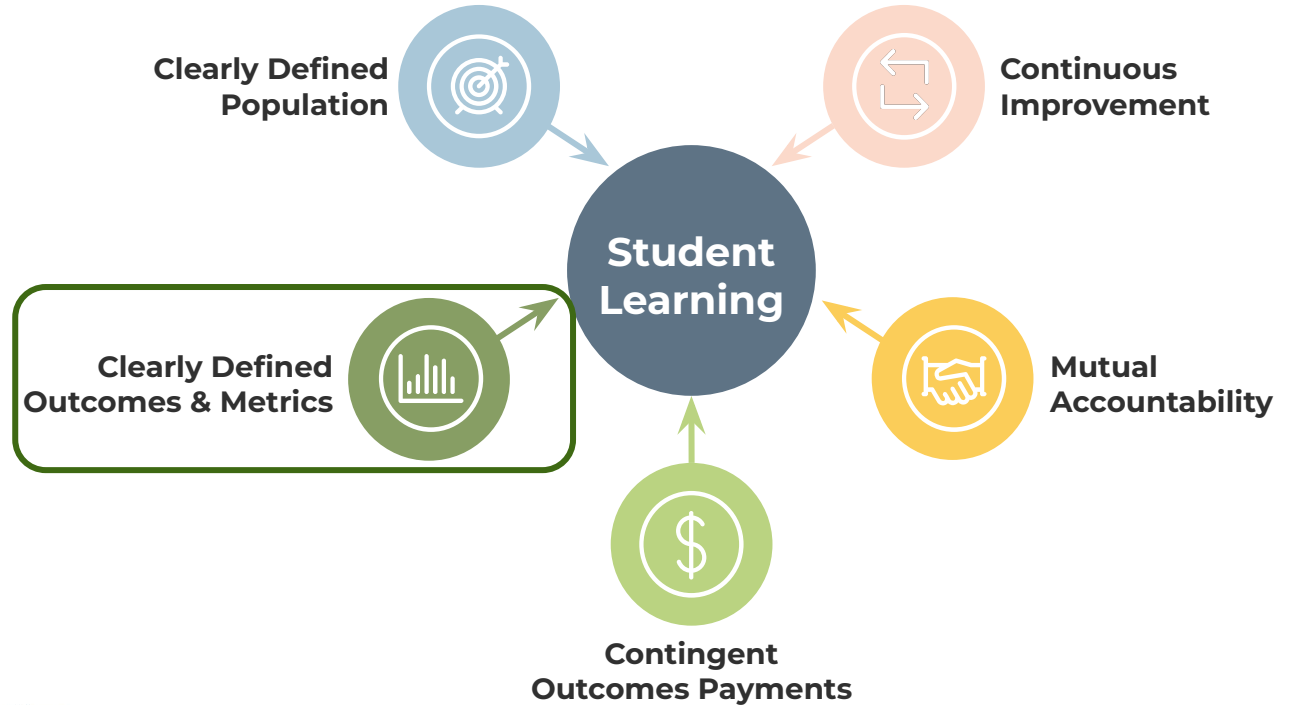 Clearly Defined
Population
Continuous
Improvement
Student
Learning
Clearly Defined
Outcomes & Metrics
Mutual
Accountability
$
Contingent
Outcomes Payments